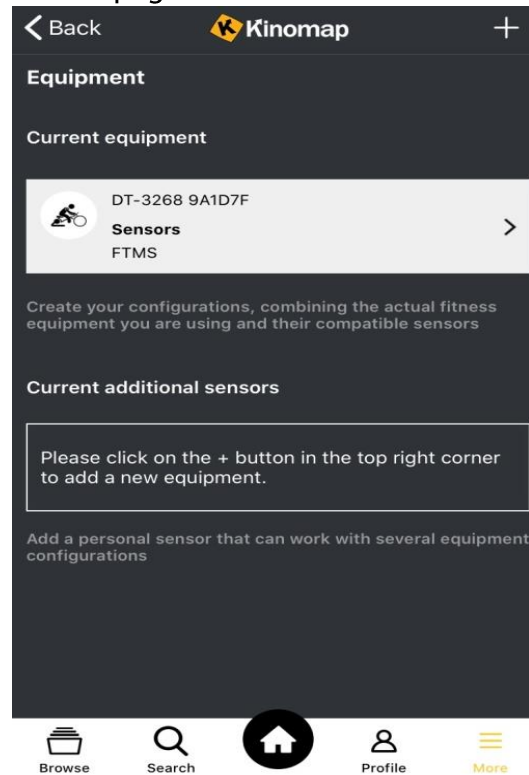 Back
Kinomap
Equipment
Current equipment
DT-3268 9A1D7F
Sensors
FTMS
Create your configurations, combining the actual fitness
equipment you are using and their compatible sensors
Current additional sensors
Please click on the + button in the top right corner
to add a new equipment.
Add a personal sensor that can work with several equipment
configurations
Browse
Search
Profile
More